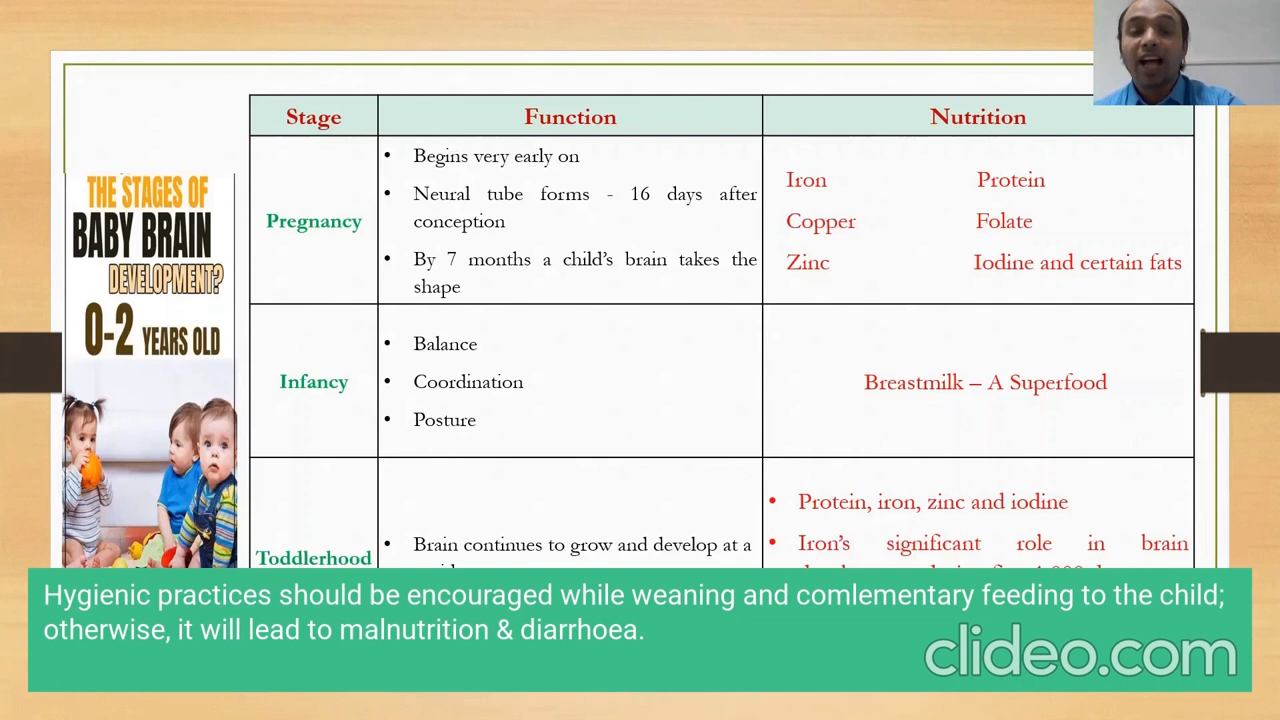 Stage
Function
Nutrition
Pregnancy
• Begins very early on
• Neural tube forms - 16 days after
conception
• By 7 months a child's brain takes the
shape
Iron Protein
Copper Folate
Zinc Iodine and certain fats
Infancy
• Balance
• Coordination
• Posture
Breastmilk – A Superfood
Toddlerhood
• Brain continues to grow and develop at a
• Protein, iron, zinc and iodine
• Iron's significant role in brain
THE STAGES OF
BABY BRAIN
DEVELOPMENT?
0-2 YEARS OLD
Hygienic practices should be encouraged while weaning and comlementary feeding to the child;
otherwise, it will lead to malnutrition & diarrhoea.
clideo.com